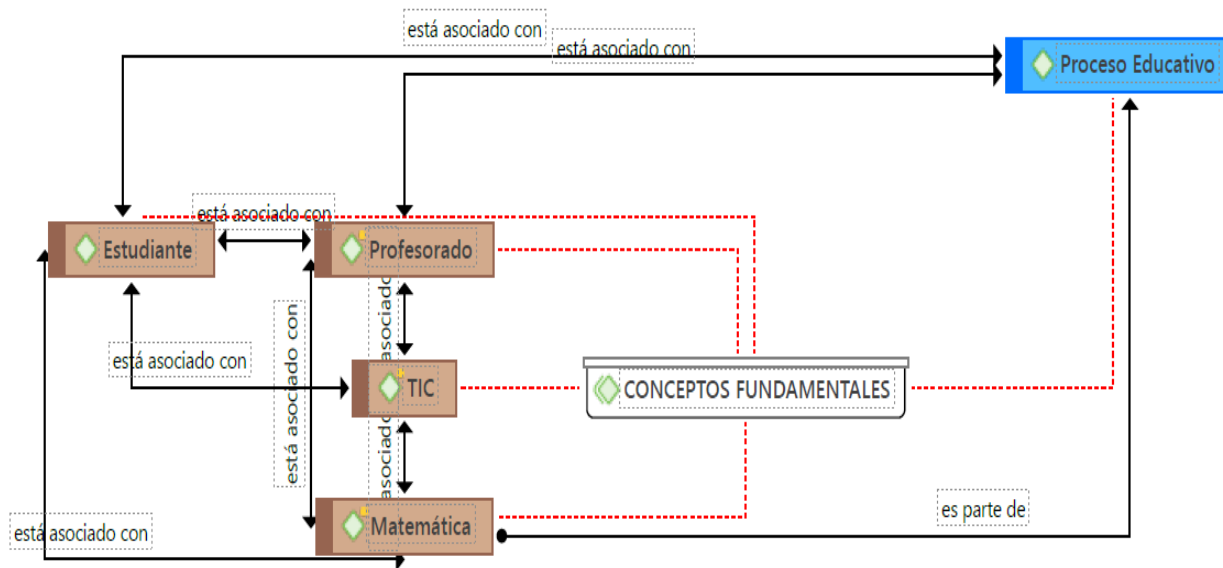 está asociado con
está asociado con
Proceso Educativo
está asociado con
Estudiante
Profesorado
está asociado con
asociado
está asociado con
TIC
CONCEPTOS FUNDAMENTALES
asociado
es parte de
Matemática
está asociado con